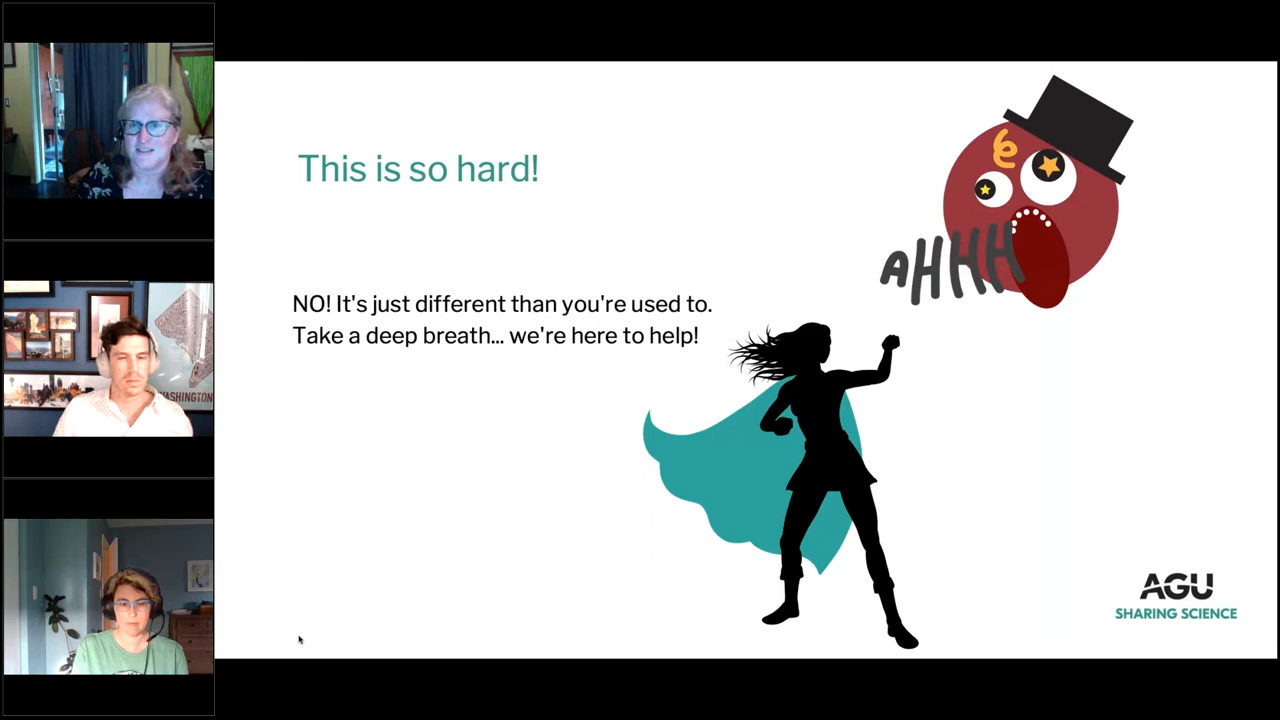 This is so hard!
AHHH
NO! It's just different than you're used to.
Take a deep breath... we're here to help!
WASHINGTON
AGU
SHARING SCIENCE